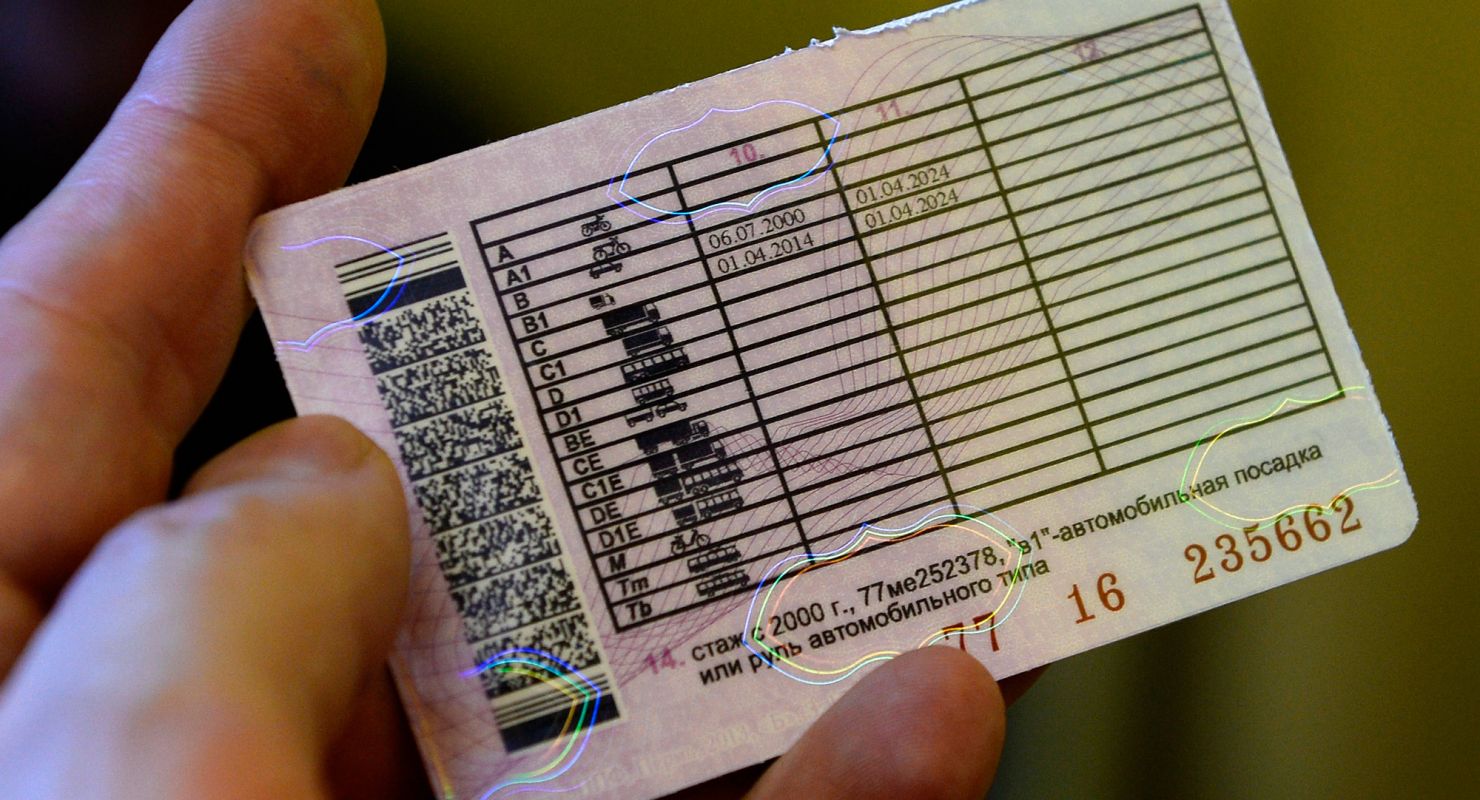 10. 11. 12.
A
A1
B 06.07.2000 01.04.2024
B1 01.04.2014 01.04.2024
C
C1
D
D1
BE
CE
C1E
DE
D1E
M
Tm
Tb
14. стаж с 2000 г., 77ме252378, "в1"-автомобильная посадка
или руль автомобильного типа
77 16 235662